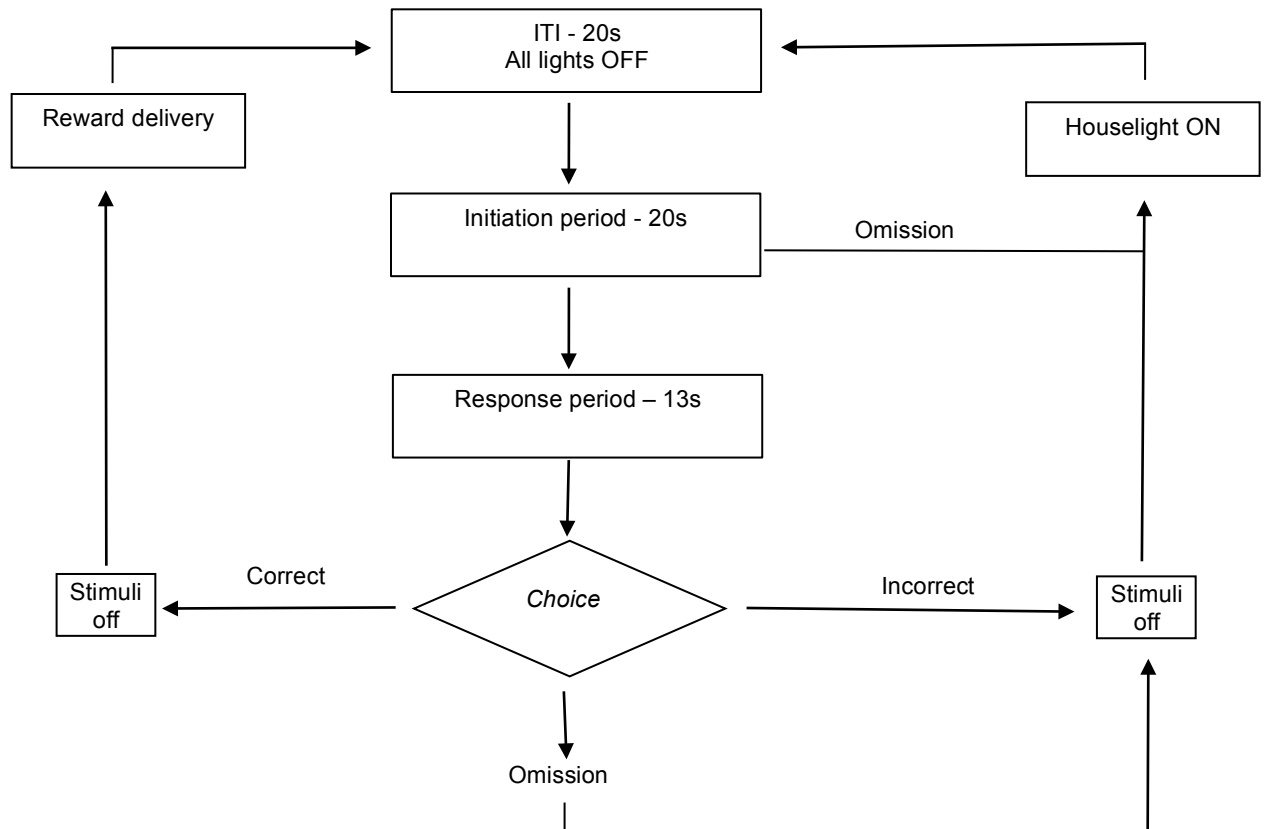 ITI - 20s
All lights OFF
Reward delivery
Houselight ON
Initiation period - 20s
Omission
Response period – 13s
Correct
Choice
Incorrect
Stimuli
off
Stimuli
off
Omission